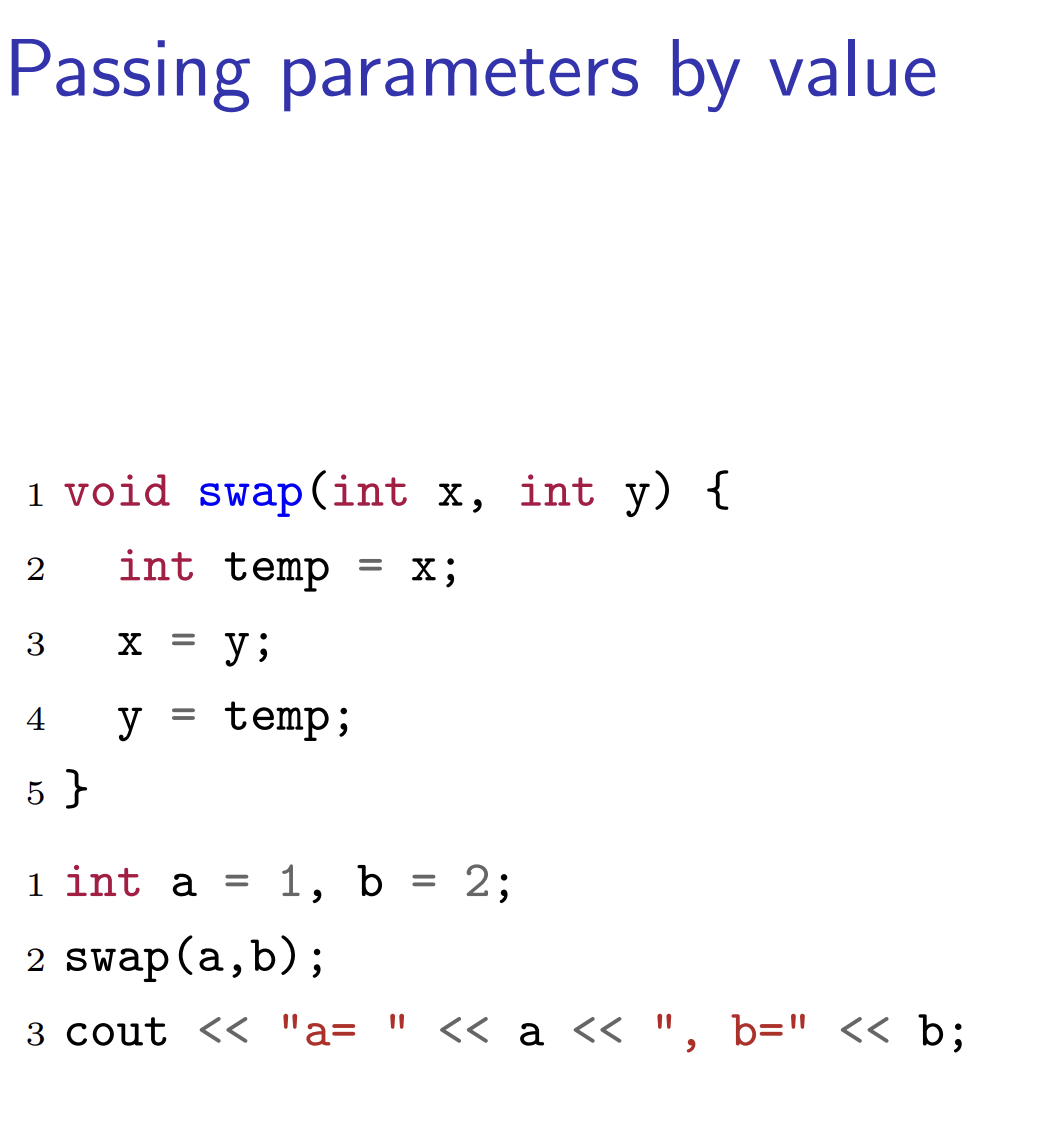 Passing parameters by value
1 void swap(int x, int y) {
2   int temp = x;
3   x = y;
4   y = temp;
5 }
1 int a = 1, b = 2;
2 swap(a,b);
3 cout << "a= " << a << ", b=" << b;